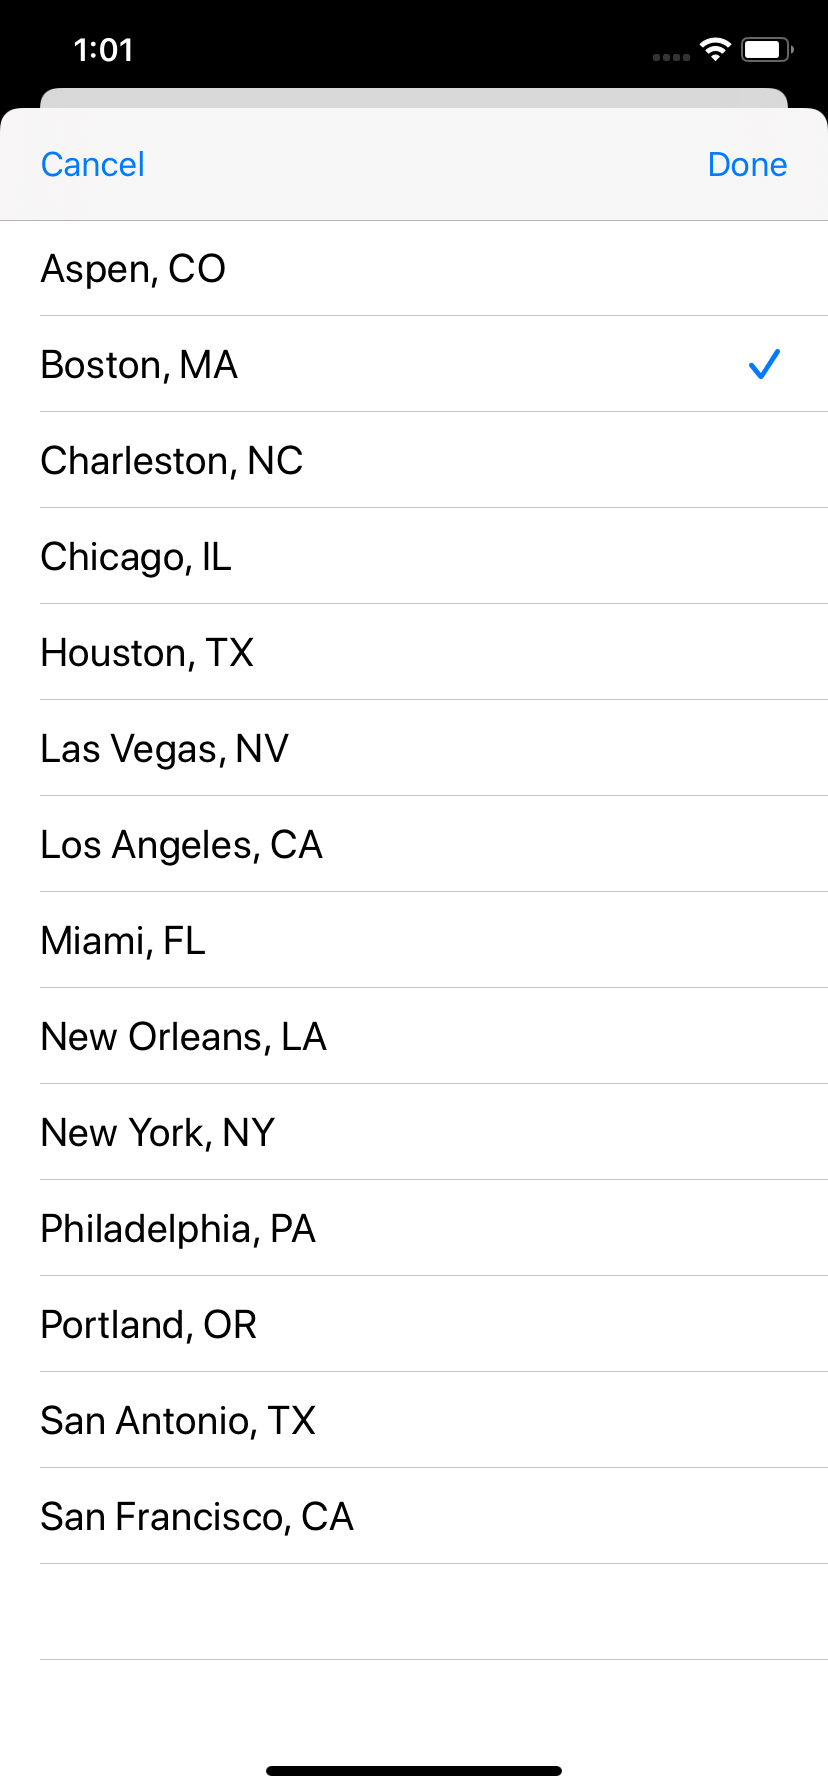 1:01
Cancel Done
Aspen, CO
Boston, MA
Charleston, NC
Chicago, IL
Houston, TX
Las Vegas, NV
Los Angeles, CA
Miami, FL
New Orleans, LA
New York, NY
Philadelphia, PA
Portland, OR
San Antonio, TX
San Francisco, CA